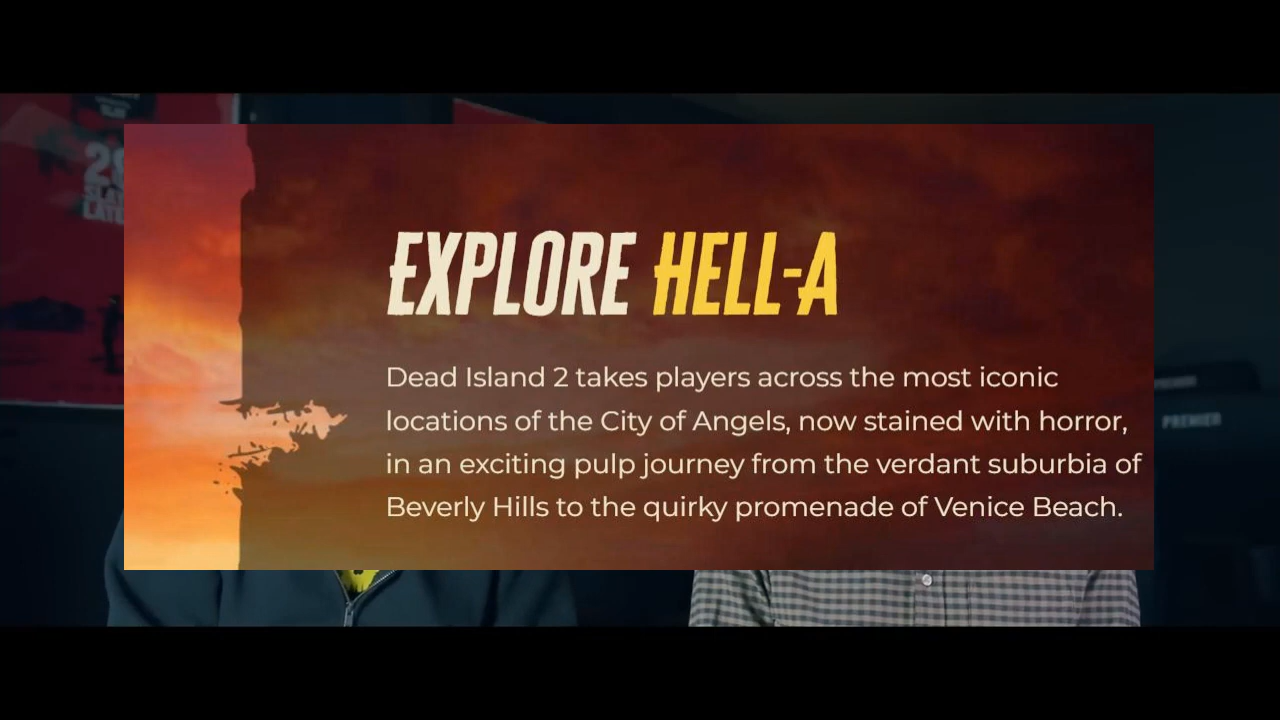 EXPLORE HELL-A
Dead Island 2 takes players across the most iconic
locations of the City of Angels, now stained with horror,
in an exciting pulp journey from the verdant suburbia of
Beverly Hills to the quirky promenade of Venice Beach.
PREMIER